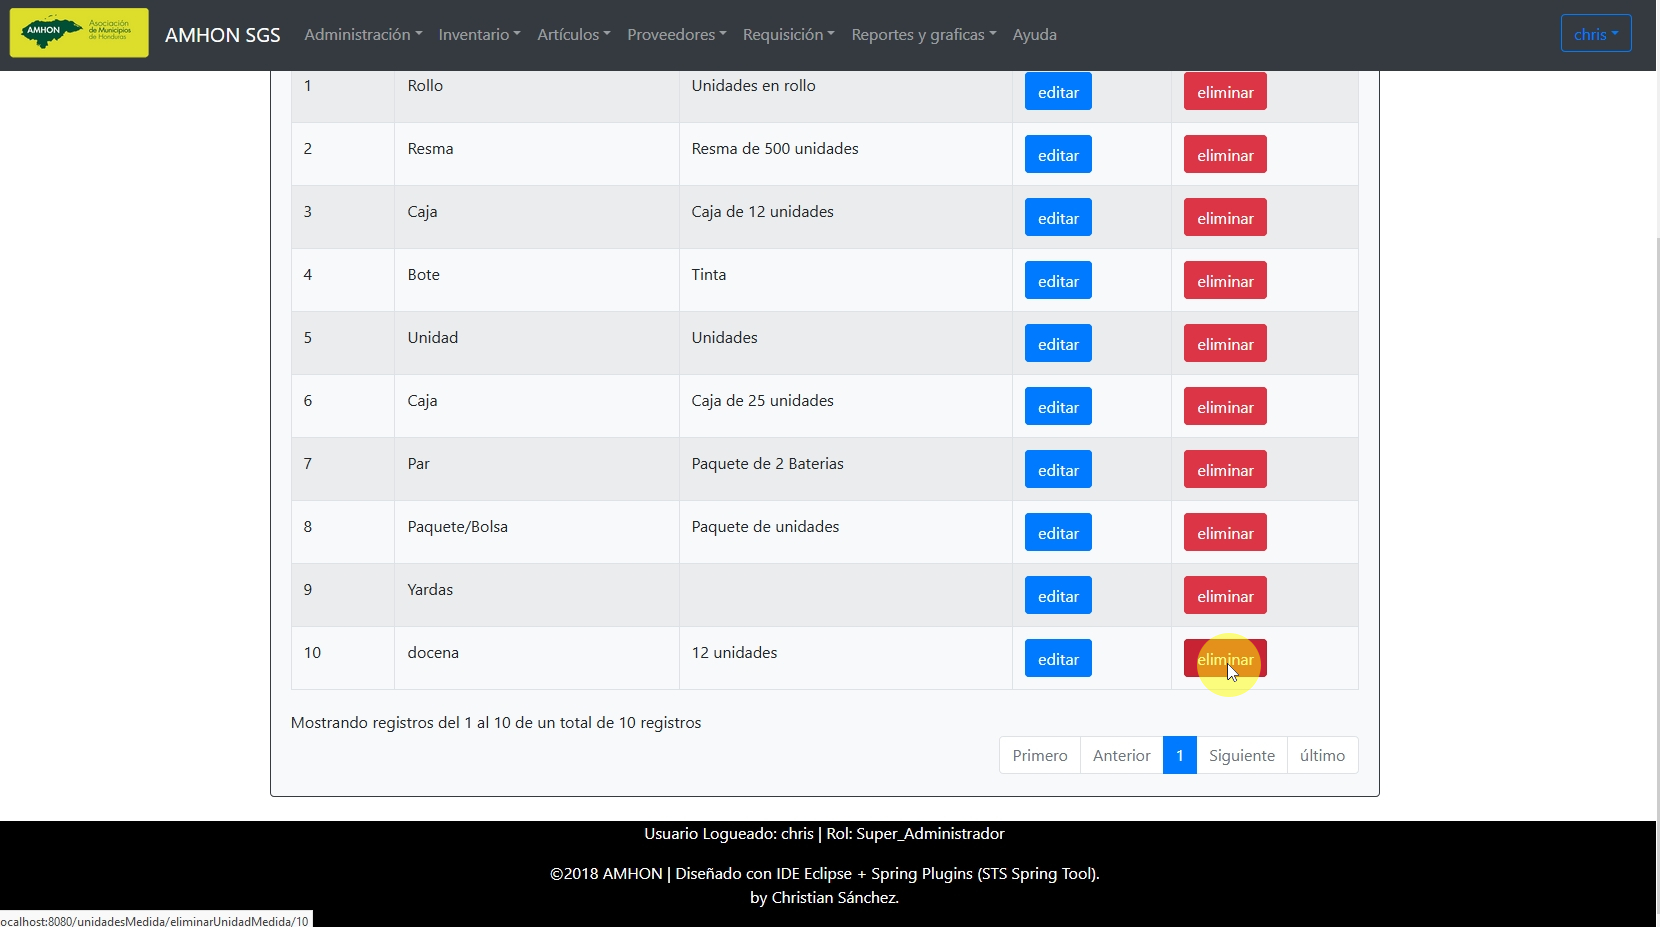 AMHON
Asociación
de Municipios
de Honduras
AMHON SGS Administración Inventario Artículos Proveedores Requisición Reportes y graficas Ayuda chris
1 Rollo Unidades en rollo editar eliminar
2 Resma Resma de 500 unidades editar eliminar
3 Caja Caja de 12 unidades editar eliminar
4 Bote Tinta editar eliminar
5 Unidad Unidades editar eliminar
6 Caja Caja de 25 unidades editar eliminar
7 Par Paquete de 2 Baterias editar eliminar
8 Paquete/Bolsa Paquete de unidades editar eliminar
9 Yardas editar eliminar
10 docena 12 unidades editar eliminar
Mostrando registros del 1 al 10 de un total de 10 registros
Primero Anterior 1 Siguiente último
Usuario Logueado: chris | Rol: Super_Administrador
©2018 AMHON | Diseñado con IDE Eclipse + Spring Plugins (STS Spring Tool).
by Christian Sánchez.
ocalhost:8080/unidadesMedida/eliminarUnidadMedida/10